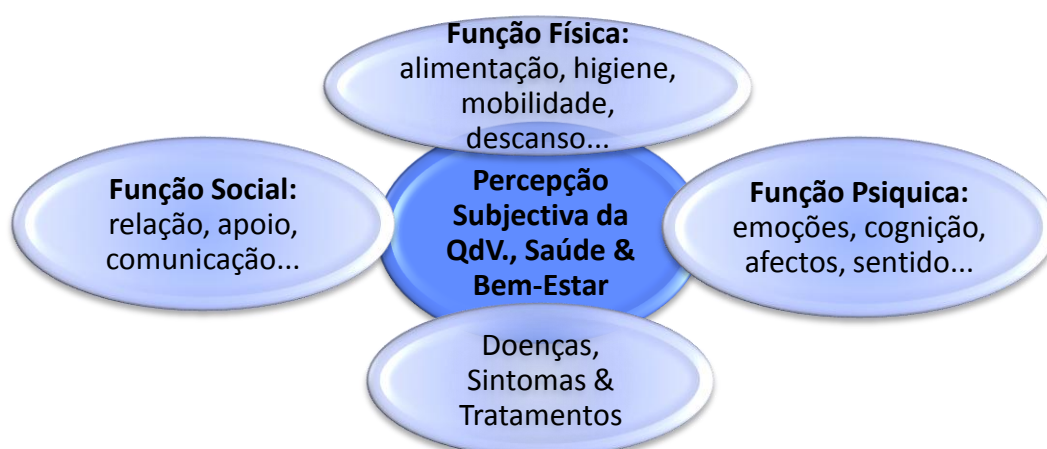 Função Física:
alimentação, higiene,
mobilidade,
descanso...
Função Social:
relação, apoio,
comunicação...
Percepção
Subjectiva da
QdV., Saúde &
Bem-Estar
Função Psiquica:
emoções, cognição,
afectos, sentido...
Doenças,
Sintomas &
Tratamentos